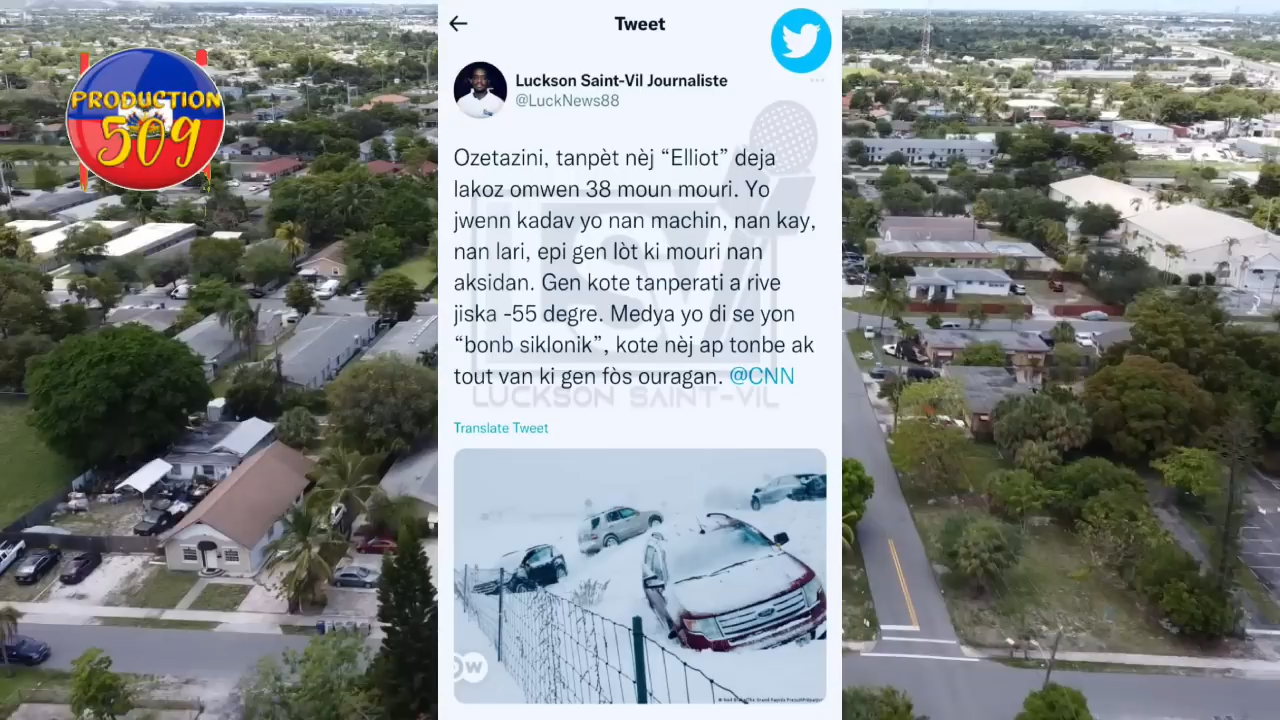 PRODUCTION
509
Tweet
Luckson Saint-Vil Journaliste
@LuckNews88
Ozetazini, tanpèt nèj “Elliot” deja
lakoz omwen 38 moun mouri. Yo
jwenn kadav yo nan machin, nan kay,
nan lari, epi gen lòt ki mouri nan
aksidan. Gen kote tanperati a rive
jiska -55 degre. Medya yo di se yon
“bonb siklonik”, kote nèj ap tonbe ak
tout van ki gen fòs ouragan. @CNN
LSV
LUCKSON SAINT-VIL
Translate Tweet
DW